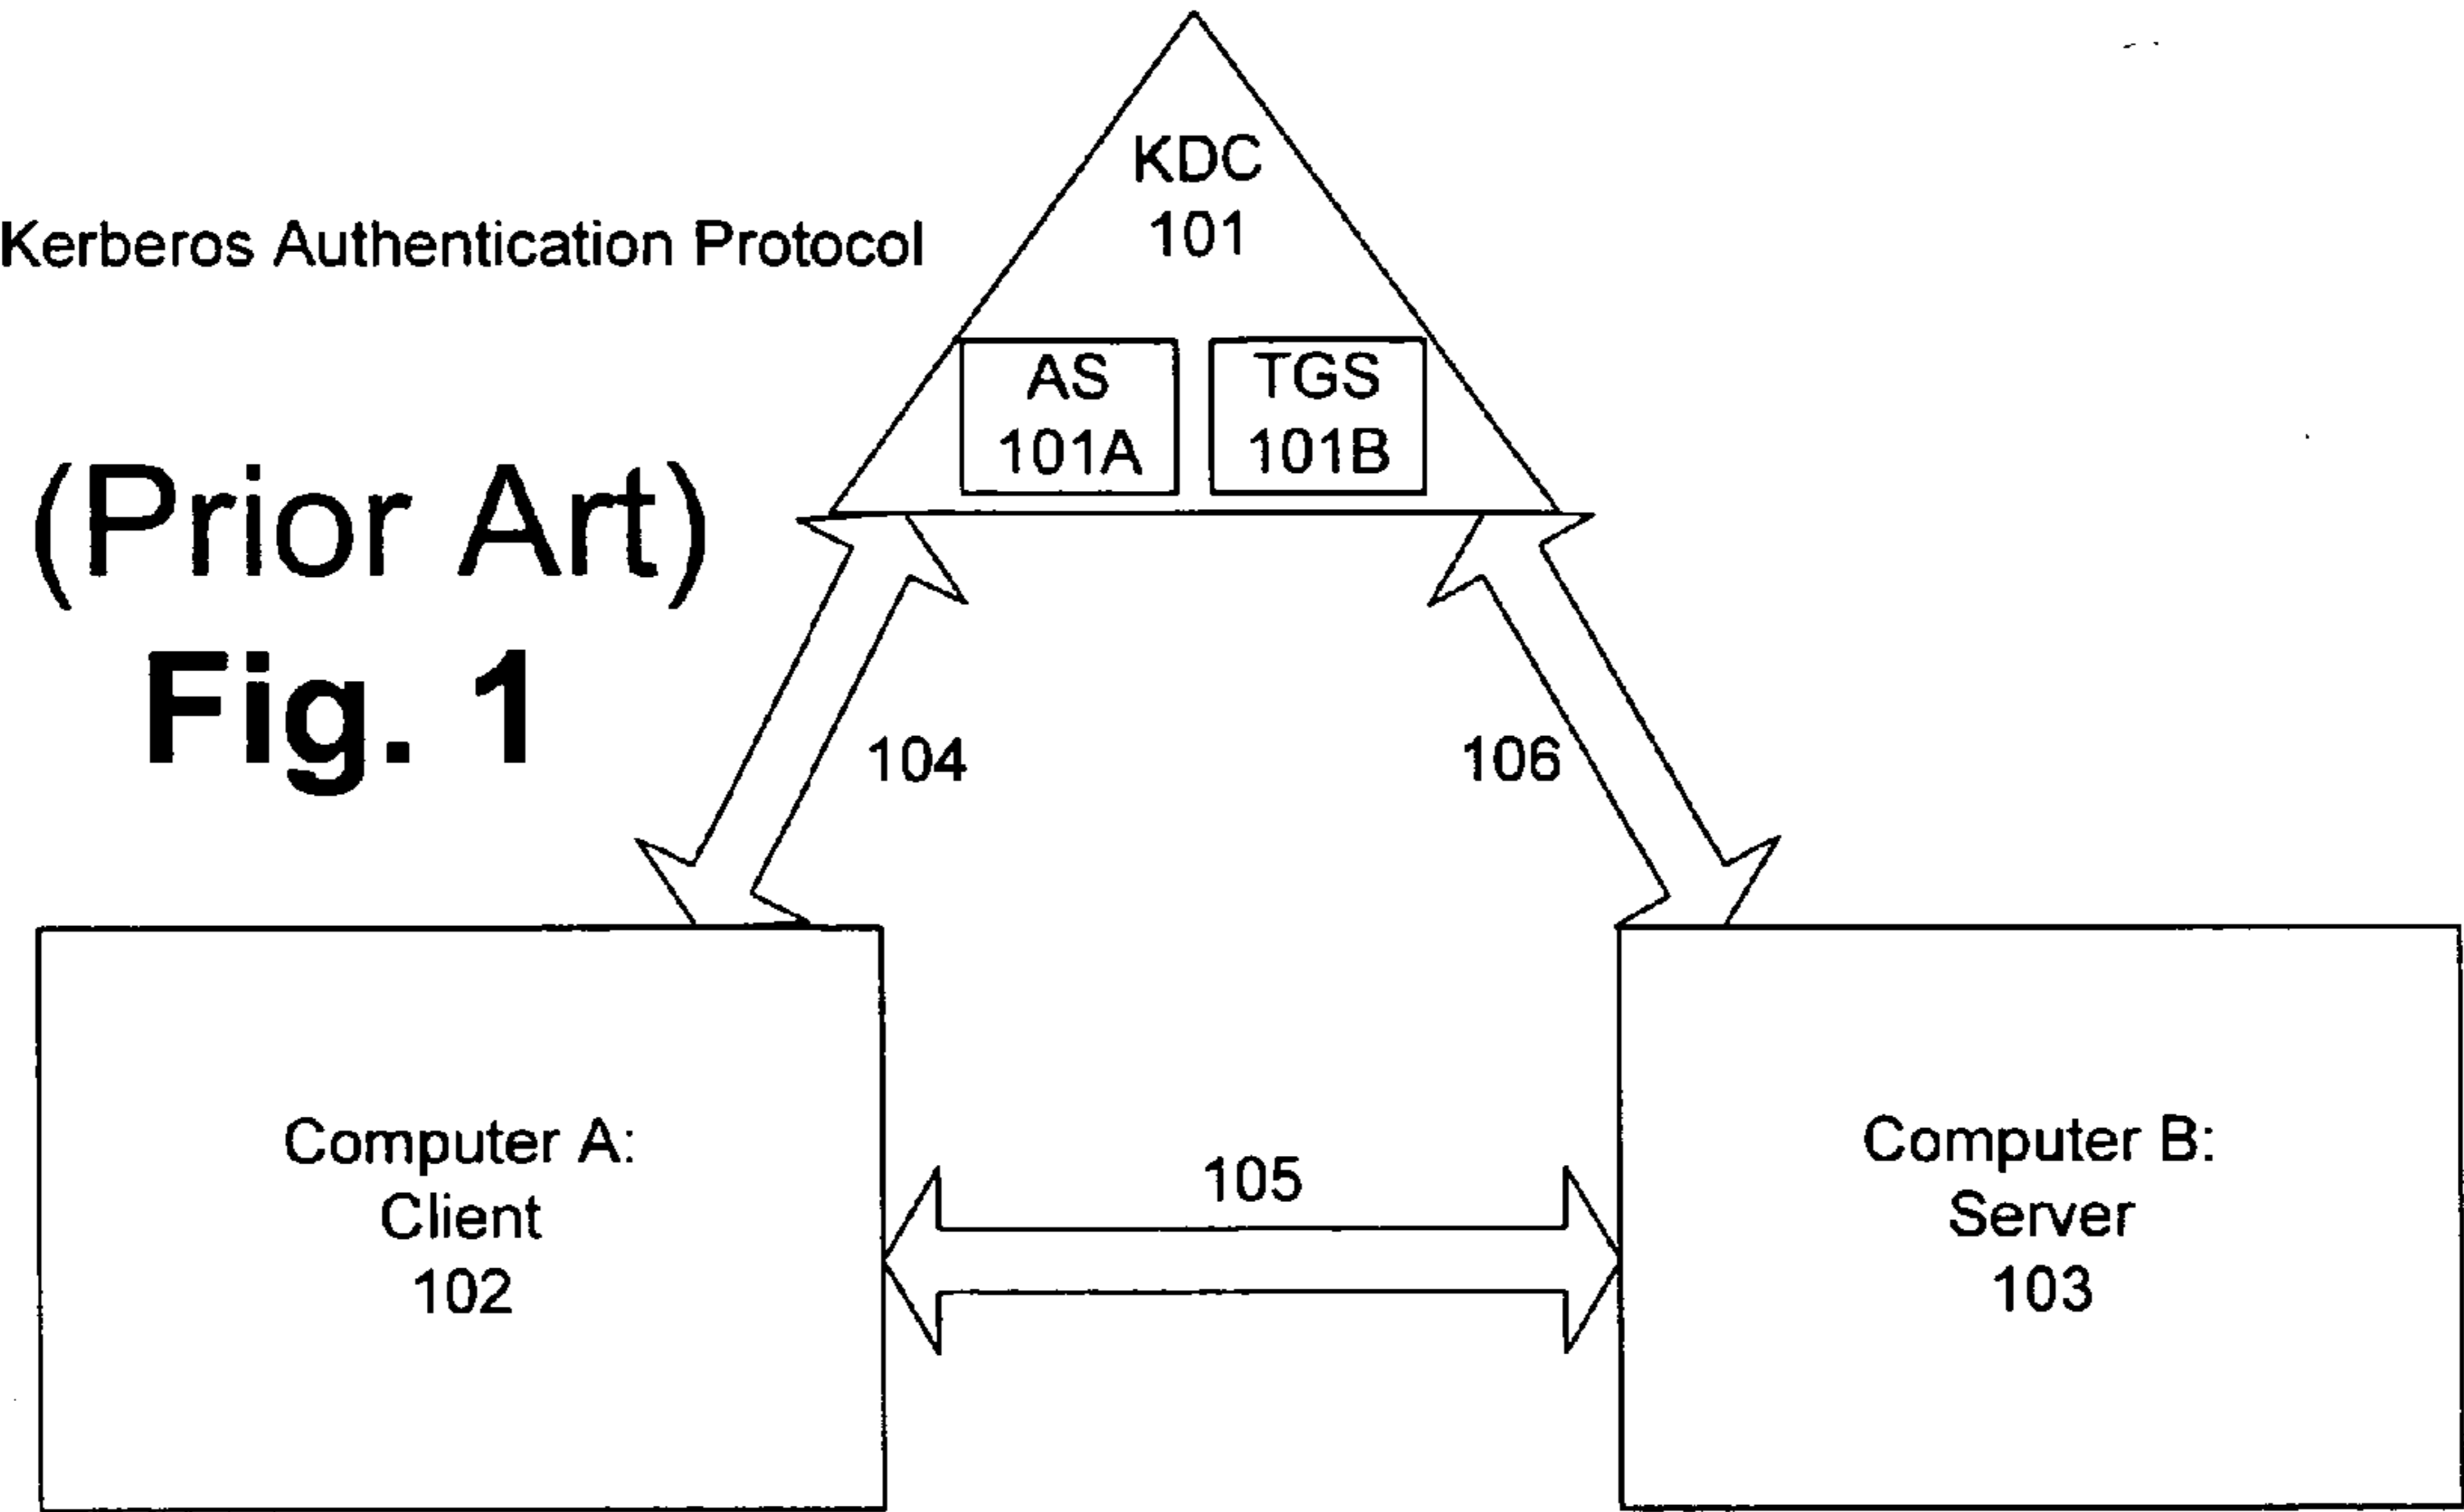 KDC
101
Kerberos Authentication Protocol
AS
101A
TGS
101B
(Prior Art)
Fig. 1
104
106
Computer A:
Client
102
105
Computer B:
Server
103